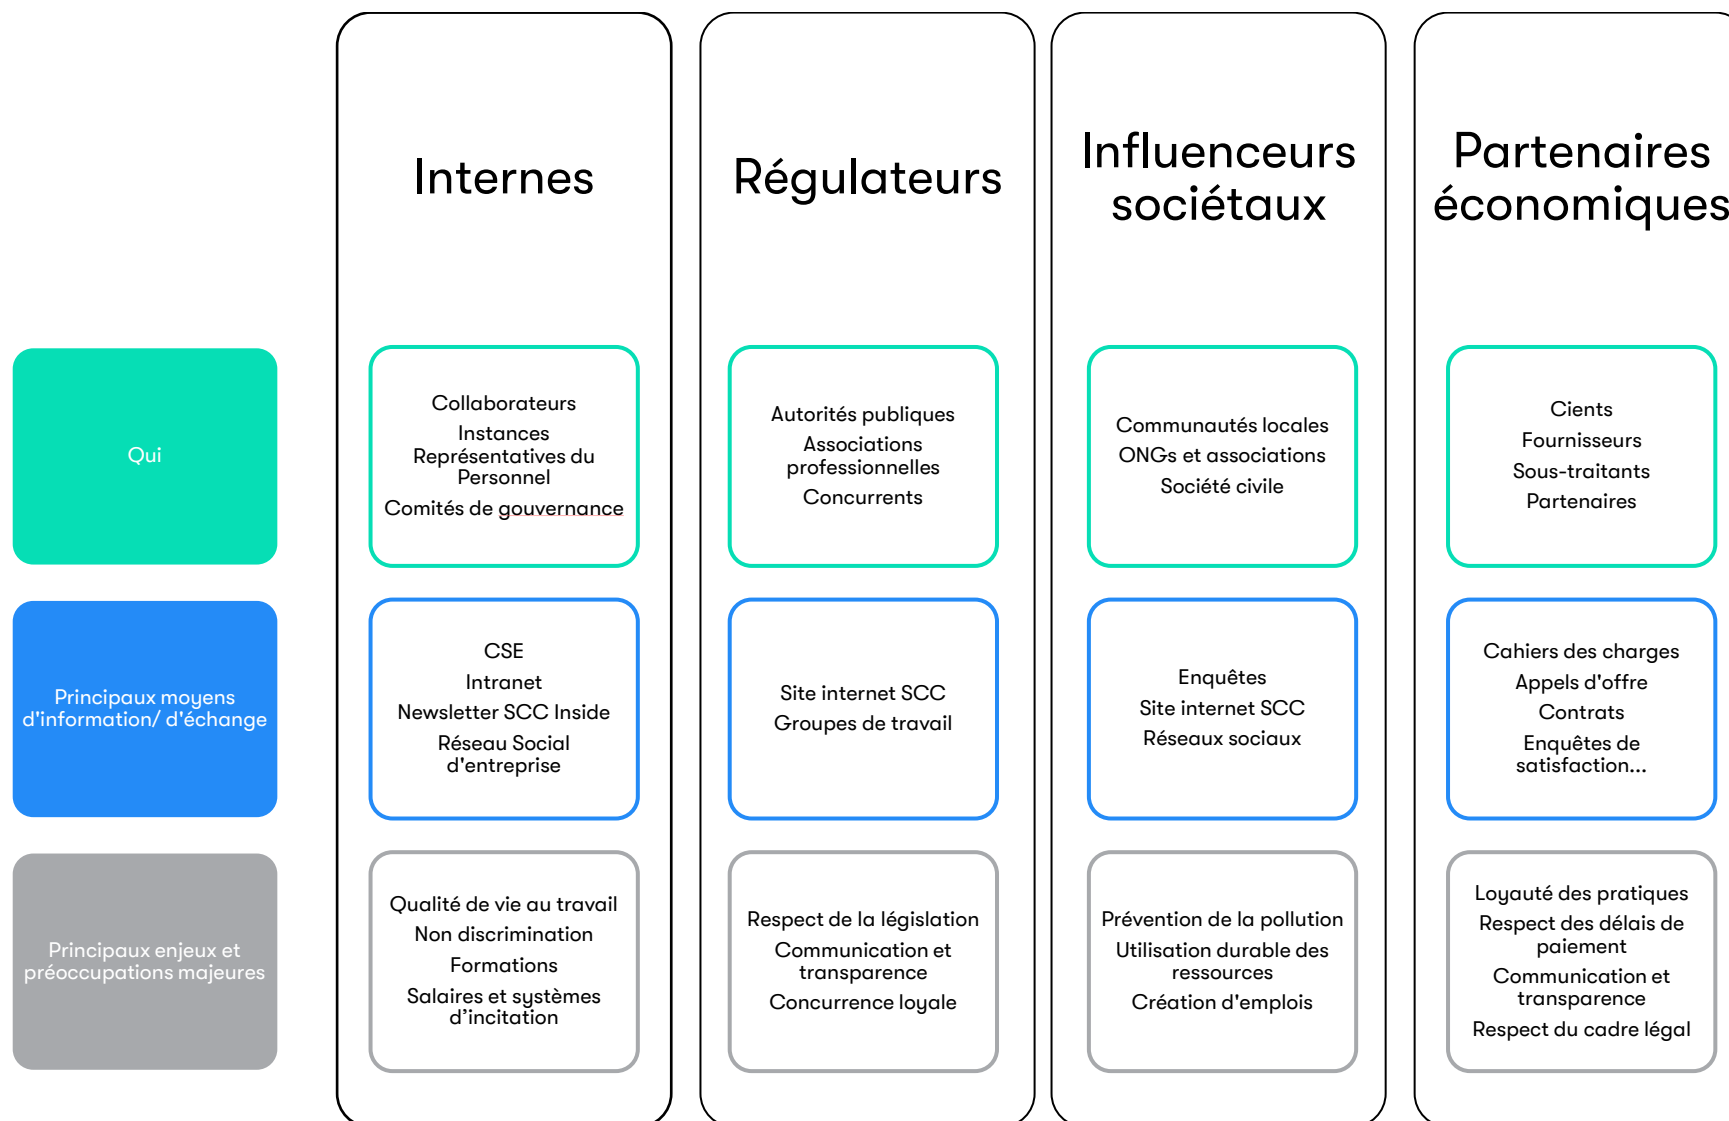 Internes
Régulateurs
Influenceurs
sociétaux
Partenaires
économiques
Qui
Collaborateurs
Instances
Représentatives du
Personnel
Comités de gouvernance
Autorités publiques
Associations
professionnelles
Concurrents
Communautés locales
ONGs et associations
Société civile
Cients
Fournisseurs
Sous-traitants
Partenaires
Principaux moyens
d'information/ d'échange
CSE
Intranet
Newsletter SCC Inside
Réseau Social
d'entreprise
Site internet SCC
Groupes de travail
Enquêtes
Site internet SCC
Réseaux sociaux
Cahiers des charges
Appels d'offre
Contrats
Enquêtes de
satisfaction...
Principaux enjeux et
préoccupations majeures
Qualité de vie au travail
Non discrimination
Formations
Salaires et systèmes
d’incitation
Respect de la législation
Communication et
transparence
Concurrence loyale
Prévention de la pollution
Utilisation durable des
ressources
Création d'emplois
Loyauté des pratiques
Respect des délais de
paiement
Communication et
transparence
Respect du cadre légal